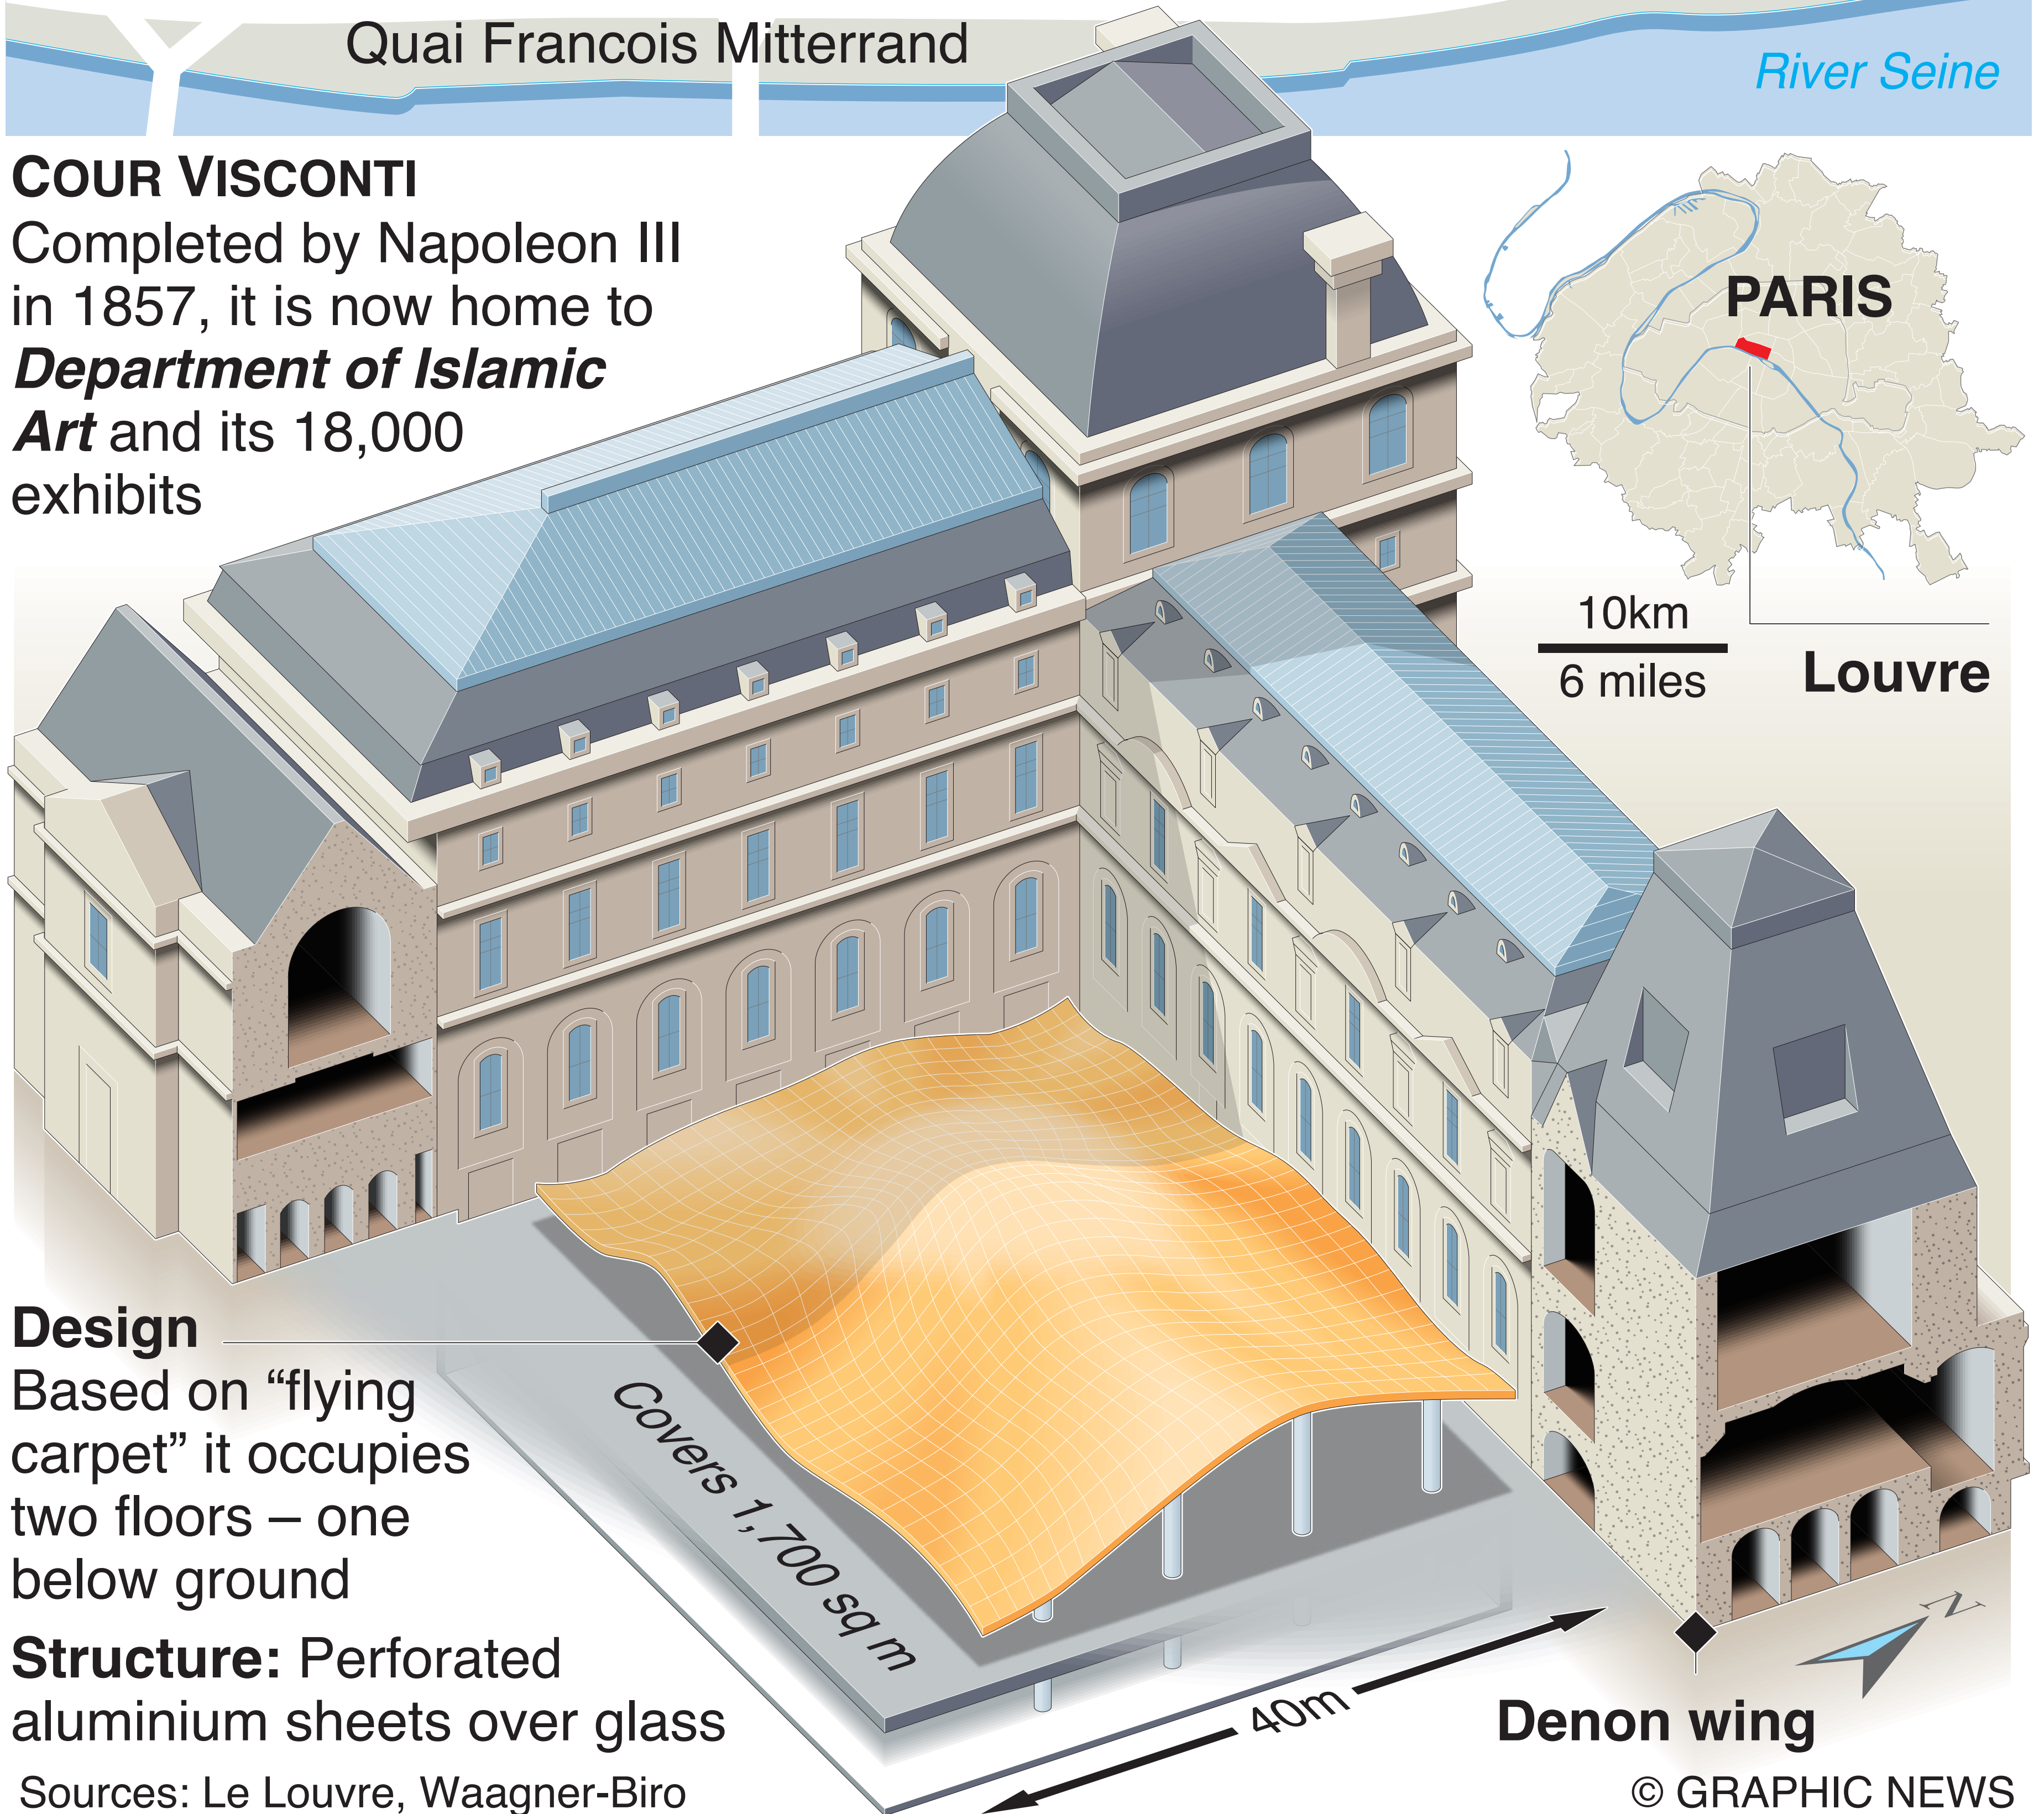 Quai Francois Mitterrand
River Seine
COUR VISCONTI
Completed by Napoleon III
in 1857, it is now home to
Department of Islamic
Art and its 18,000
exhibits
PARIS
10km
6 miles
Louvre
Design
Based on “flying
carpet” it occupies
two floors – one
below ground
Covers 1,700 sq m
Structure: Perforated
aluminium sheets over glass
40m
N
Denon wing
Sources: Le Louvre, Waagner-Biro
© GRAPHIC NEWS